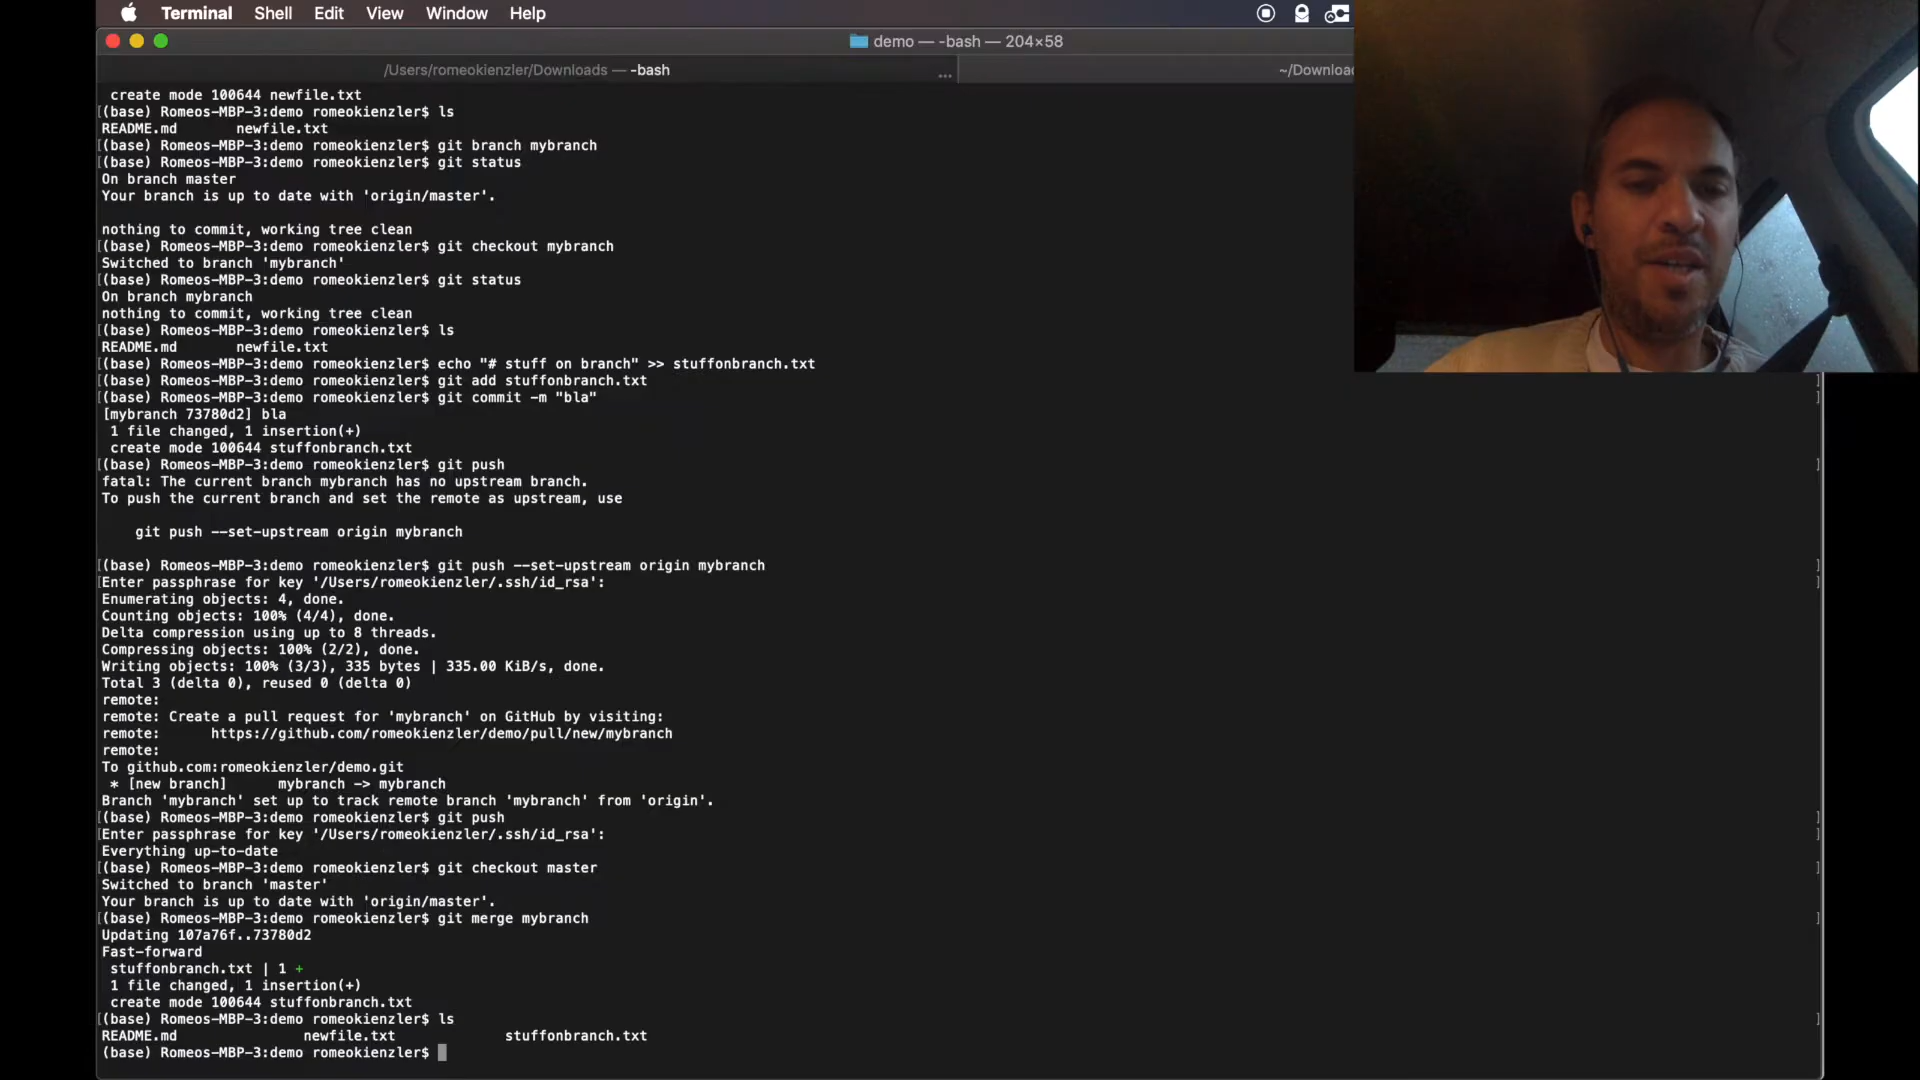 Terminal Shell Edit View Window Help
demo — -bash — 204×58
/Users/romeokienzler/Downloads — -bash ... ~/Downloa
create mode 100644 newfile.txt
[(base) Romeos-MBP-3:demo romeokienzler$ ls
README.md newfile.txt
[(base) Romeos-MBP-3:demo romeokienzler$ git branch mybranch
[(base) Romeos-MBP-3:demo romeokienzler$ git status
On branch master
Your branch is up to date with 'origin/master'.
nothing to commit, working tree clean
[(base) Romeos-MBP-3:demo romeokienzler$ git checkout mybranch
Switched to branch 'mybranch'
[(base) Romeos-MBP-3:demo romeokienzler$ git status
On branch mybranch
nothing to commit, working tree clean
[(base) Romeos-MBP-3:demo romeokienzler$ ls
README.md newfile.txt
[(base) Romeos-MBP-3:demo romeokienzler$ echo "# stuff on branch" >> stuffonbranch.txt
[(base) Romeos-MBP-3:demo romeokienzler$ git add stuffonbranch.txt ]
[(base) Romeos-MBP-3:demo romeokienzler$ git commit -m "bla" ]
[mybranch 73780d2] bla
1 file changed, 1 insertion(+)
create mode 100644 stuffonbranch.txt
[(base) Romeos-MBP-3:demo romeokienzler$ git push ]
fatal: The current branch mybranch has no upstream branch.
To push the current branch and set the remote as upstream, use
git push --set-upstream origin mybranch
[(base) Romeos-MBP-3:demo romeokienzler$ git push --set-upstream origin mybranch ]
[Enter passphrase for key '/Users/romeokienzler/.ssh/id_rsa': ]
Enumerating objects: 4, done.
Counting objects: 100% (4/4), done.
Delta compression using up to 8 threads.
Compressing objects: 100% (2/2), done.
Writing objects: 100% (3/3), 335 bytes | 335.00 KiB/s, done.
Total 3 (delta 0), reused 0 (delta 0)
remote:
remote: Create a pull request for 'mybranch' on GitHub by visiting:
remote: https://github.com/romeokienzler/demo/pull/new/mybranch
remote:
To github.com:romeokienzler/demo.git
* [new branch] mybranch -> mybranch
Branch 'mybranch' set up to track remote branch 'mybranch' from 'origin'.
[(base) Romeos-MBP-3:demo romeokienzler$ git push ]
[Enter passphrase for key '/Users/romeokienzler/.ssh/id_rsa': ]
Everything up-to-date
[(base) Romeos-MBP-3:demo romeokienzler$ git checkout master ]
Switched to branch 'master'
Your branch is up to date with 'origin/master'.
[(base) Romeos-MBP-3:demo romeokienzler$ git merge mybranch ]
Updating 107a76f..73780d2
Fast-forward
stuffonbranch.txt | 1 +
1 file changed, 1 insertion(+)
create mode 100644 stuffonbranch.txt
[(base) Romeos-MBP-3:demo romeokienzler$ ls ]
README.md newfile.txt stuffonbranch.txt
(base) Romeos-MBP-3:demo romeokienzler$